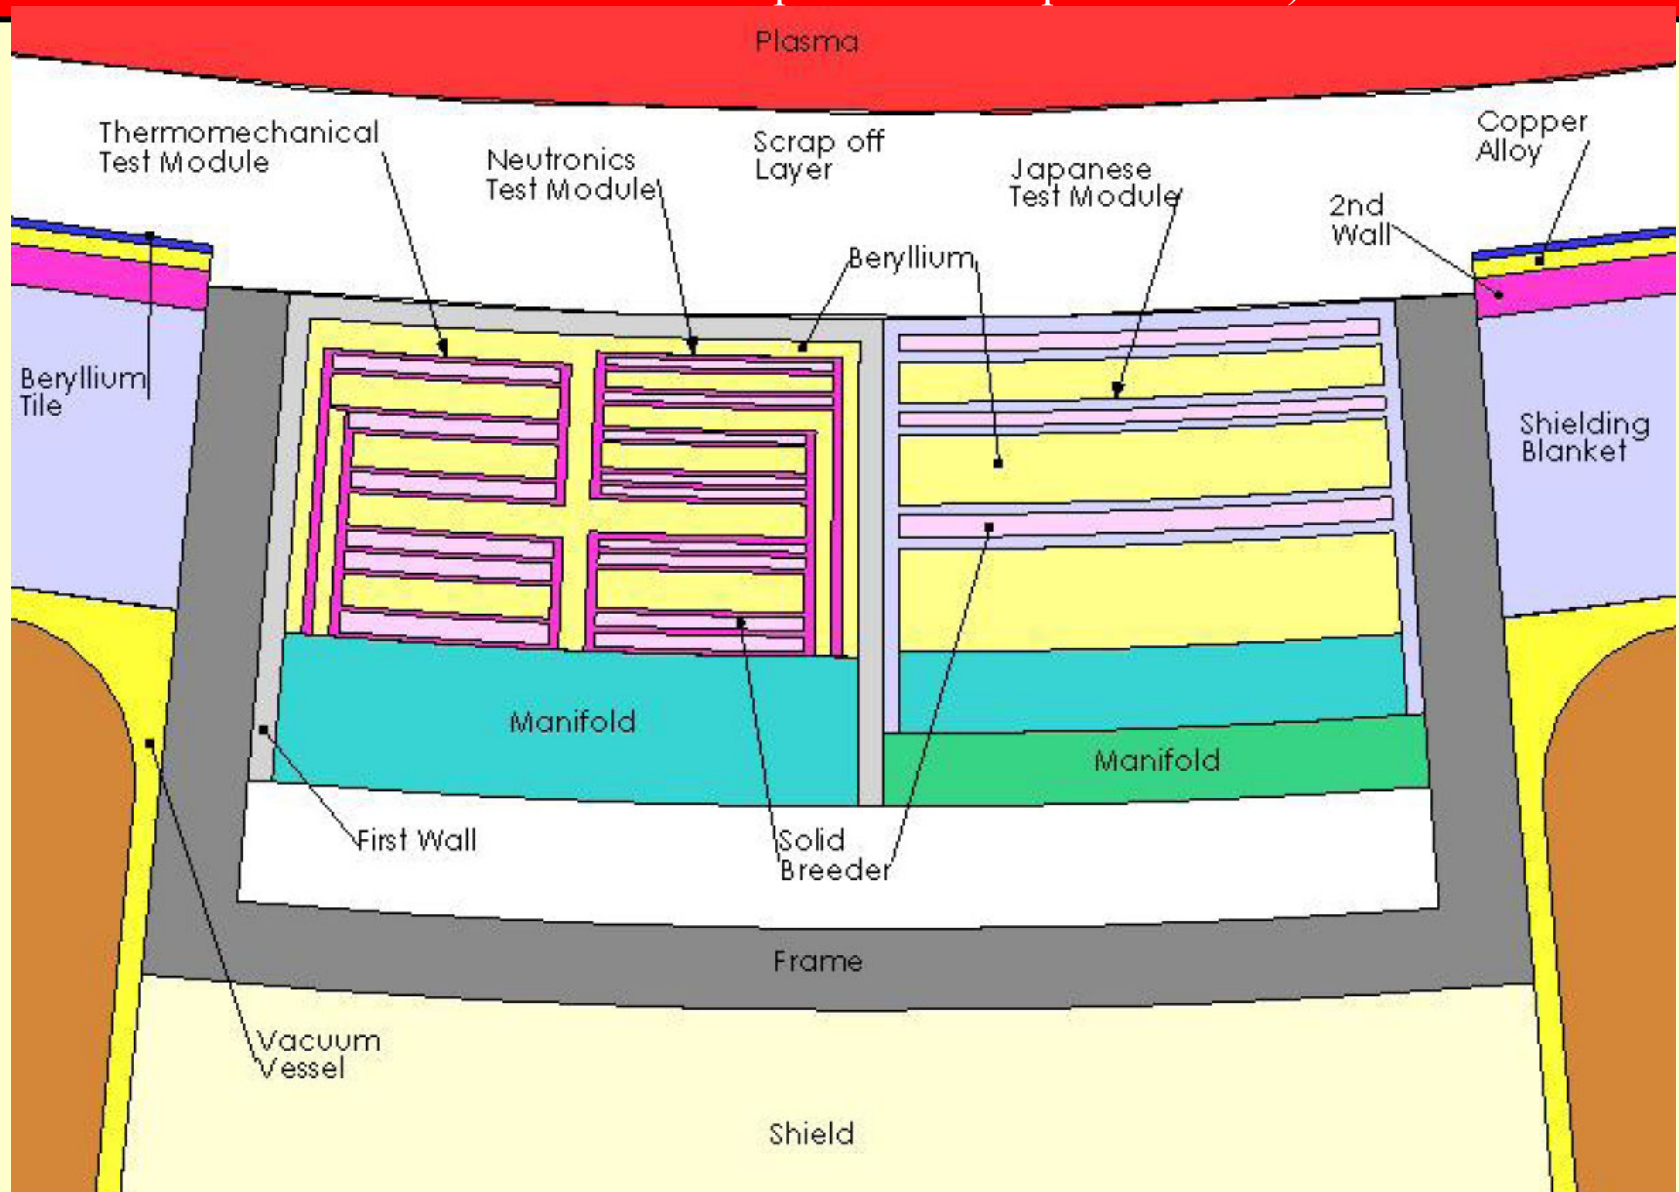 Plasma
Thermomechanical
Test Module
Neutronics
Test Module
Scrap off
Layer
Japanese
Test Module
Copper
Alloy
2nd
Wall
Beryllium
Beryllium
Tile
Shielding
Blanket
Manifold
Manifold
First Wall
Solid
Breeder
Frame
Vacuum
Vessel
Shield